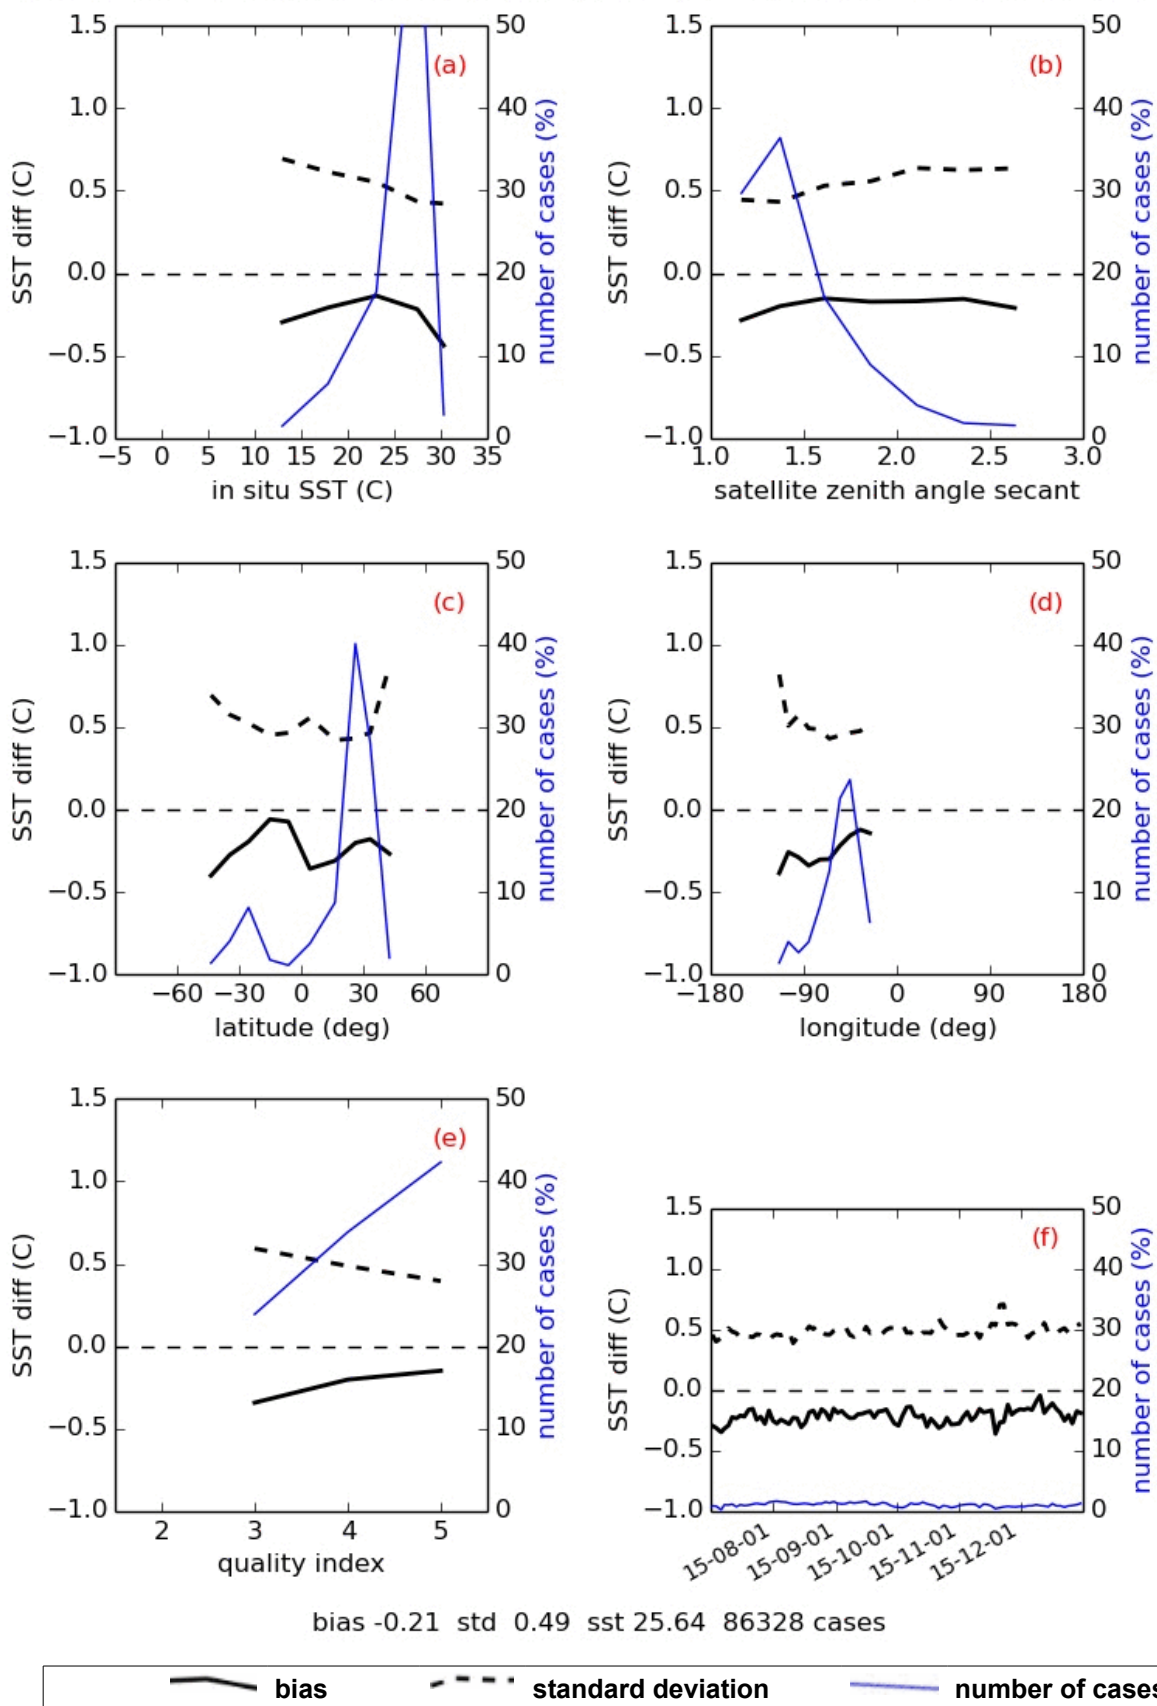 1.5
1.0
0.5
0.0
−0.5
−1.0
SST diff (C)
50
40
30
20
10
0
number of cases (%)
(a)
−5 0 5 10 15 20 25 30 35
in situ SST (C)
1.5
1.0
0.5
0.0
−0.5
−1.0
SST diff (C)
50
40
30
20
10
0
number of cases (%)
(b)
1.0 1.5 2.0 2.5 3.0
satellite zenith angle secant
1.5
1.0
0.5
0.0
−0.5
−1.0
SST diff (C)
50
40
30
20
10
0
number of cases (%)
(c)
−60 −30 0 30 60
latitude (deg)
1.5
1.0
0.5
0.0
−0.5
−1.0
SST diff (C)
50
40
30
20
10
0
number of cases (%)
(d)
−180 −90 0 90 180
longitude (deg)
1.5
1.0
0.5
0.0
−0.5
−1.0
SST diff (C)
50
40
30
20
10
0
number of cases (%)
(e)
2 3 4 5
quality index
1.5
1.0
0.5
0.0
−0.5
−1.0
SST diff (C)
50
40
30
20
10
0
number of cases (%)
(f)
15-08-01 15-09-01 15-10-01 15-11-01 15-12-01
bias -0.21 std 0.49 sst 25.64 86328 cases
bias standard deviation number of cases